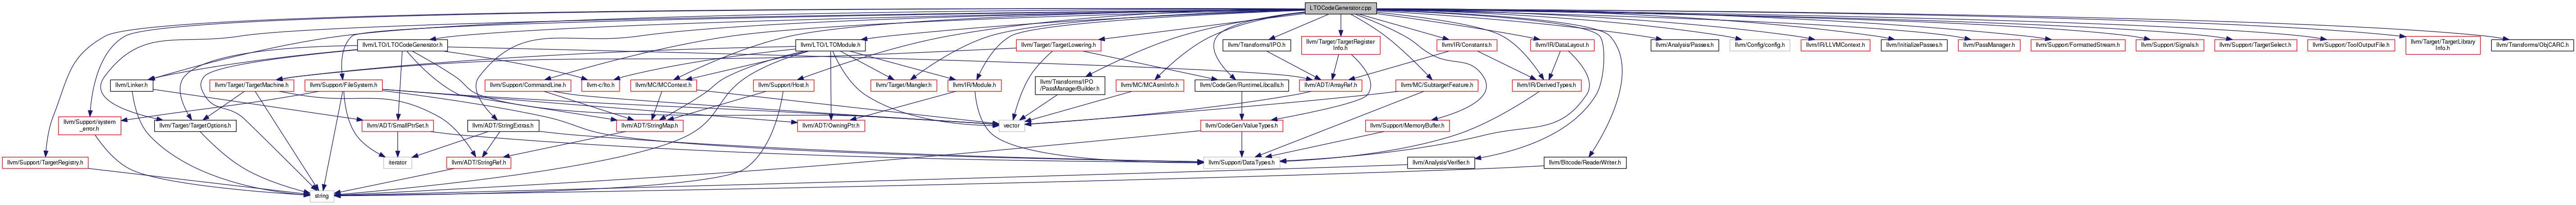 LTOCodeGenerator.cpp
llvm/LTO/LTOCodeGenerator.h
llvm/LTO/LTOModule.h
llvm/Target/TargetLowering.h
llvm/Transforms/IPO.h
llvm/Target/TargetRegister
Info.h
llvm/IR/Constants.h
llvm/IR/DataLayout.h
llvm/Analysis/Passes.h
llvm/Config/config.h
llvm/IR/LLVMContext.h
llvm/InitializePasses.h
llvm/PassManager.h
llvm/Support/FormattedStream.h
llvm/Support/Signals.h
llvm/Support/TargetSelect.h
llvm/Support/ToolOutputFile.h
llvm/Target/TargetLibrary
Info.h
llvm/Transforms/ObjCARC.h
llvm/Linker.h
llvm/Target/TargetMachine.h
llvm/Support/FileSystem.h
llvm/Support/CommandLine.h
llvm-c/lto.h
llvm/MC/MCContext.h
llvm/Support/Host.h
llvm/Target/Mangler.h
llvm/IR/Module.h
llvm/Transforms/IPO
/PassManagerBuilder.h
llvm/MC/MCAsmInfo.h
llvm/CodeGen/RuntimeLibcalls.h
llvm/ADT/ArrayRef.h
llvm/MC/SubtargetFeature.h
llvm/IR/DerivedTypes.h
llvm/Support/system
_error.h
llvm/Target/TargetOptions.h
llvm/ADT/SmallPtrSet.h
llvm/ADT/StringExtras.h
llvm/ADT/StringMap.h
llvm/ADT/OwningPtr.h
vector
llvm/CodeGen/ValueTypes.h
llvm/Support/MemoryBuffer.h
llvm/Support/TargetRegistry.h
iterator
llvm/ADT/StringRef.h
llvm/Support/DataTypes.h
llvm/Analysis/Verifier.h
llvm/Bitcode/ReaderWriter.h
string